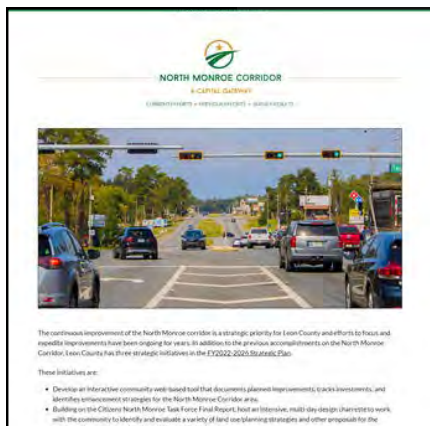 NORTH MONROE CORRIDOR
A CAPITAL GATEWAY
CURRENT EFFORTS • PREVIOUS EFFORTS • SURVEY RESULTS
The continuous improvement of the North Monroe corridor is a strategic priority for Leon County and efforts to focus and
expedite improvements have been ongoing for years. In addition to the previous accomplishments on the North Monroe
Corridor, Leon County has three strategic initiatives in the FY2022-2026 Strategic Plan.
These initiatives are:
• Develop an interactive community web-based tool that documents planned improvements, tracks investments, and
identifies enhancement strategies for the North Monroe Corridor area.
• Building on the Citizens North Monroe Task Force Final Report, host an intensive, multi-day design charrette to work
with the community to identify and evaluate a variety of land use/planning strategies and other proposals for the